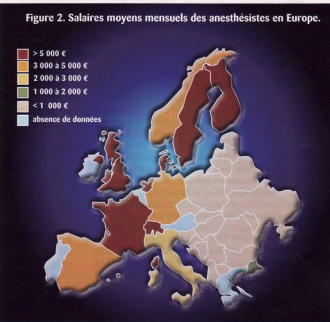 Figure 2. Salaires moyens mensuels des anesthésistes en Europe.
> 5 000 €
3 000 à 5 000 €
2 000 à 3 000 €
1 000 à 2 000 €
< 1 000 €
absence de données